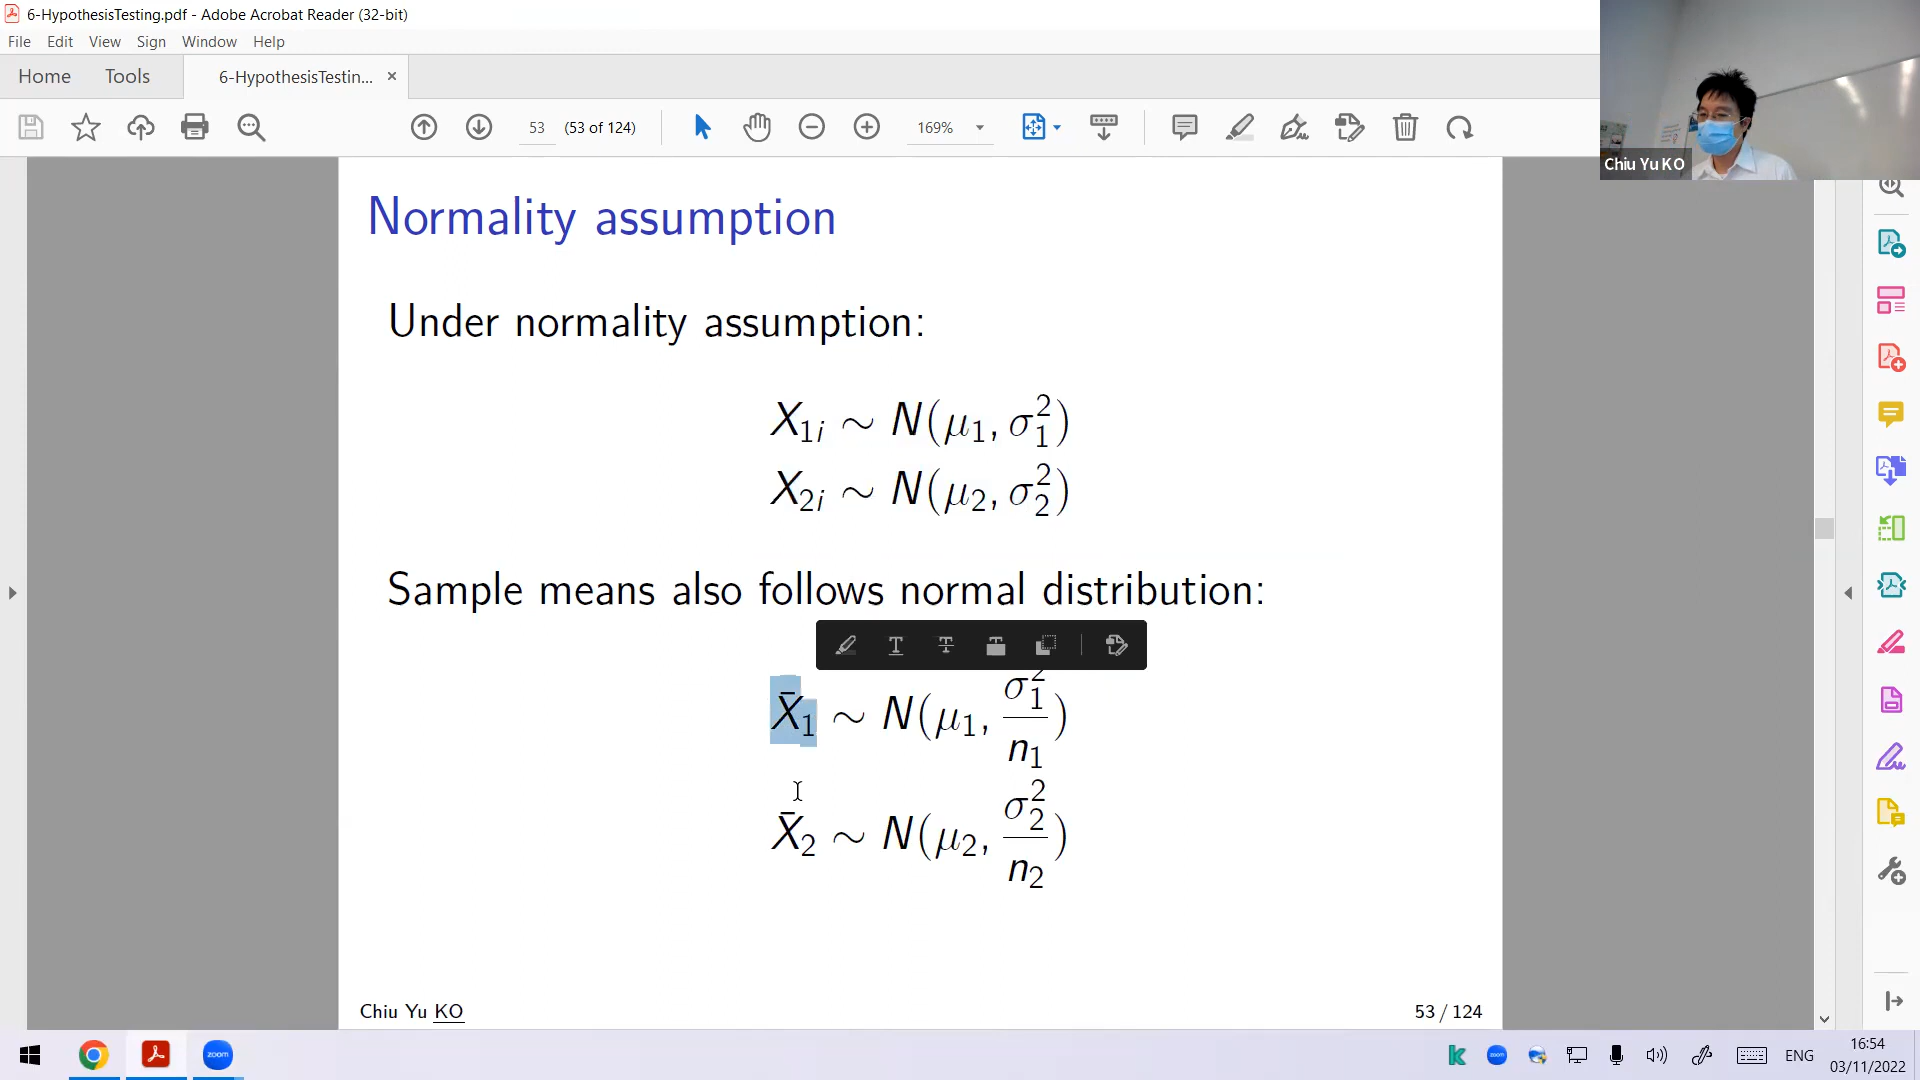 6-HypothesisTesting.pdf - Adobe Acrobat Reader (32-bit)
File Edit View Sign Window Help
Home Tools 6-HypothesisTestin... ×
53 (53 of 124) 169%
Chiu Yu KO
Normality assumption
Under normality assumption:
X₁ᵢ ∼ N(μ₁, σ₁²)
X₂ᵢ ∼ N(μ₂, σ₂²)
Sample means also follows normal distribution:
X̄₁ ∼ N(μ₁, σ₁²/n₁)
X̄₂ ∼ N(μ₂, σ₂²/n₂)
Chiu Yu KO 53 / 124
zoom
zoom
ENG
16:54
03/11/2022